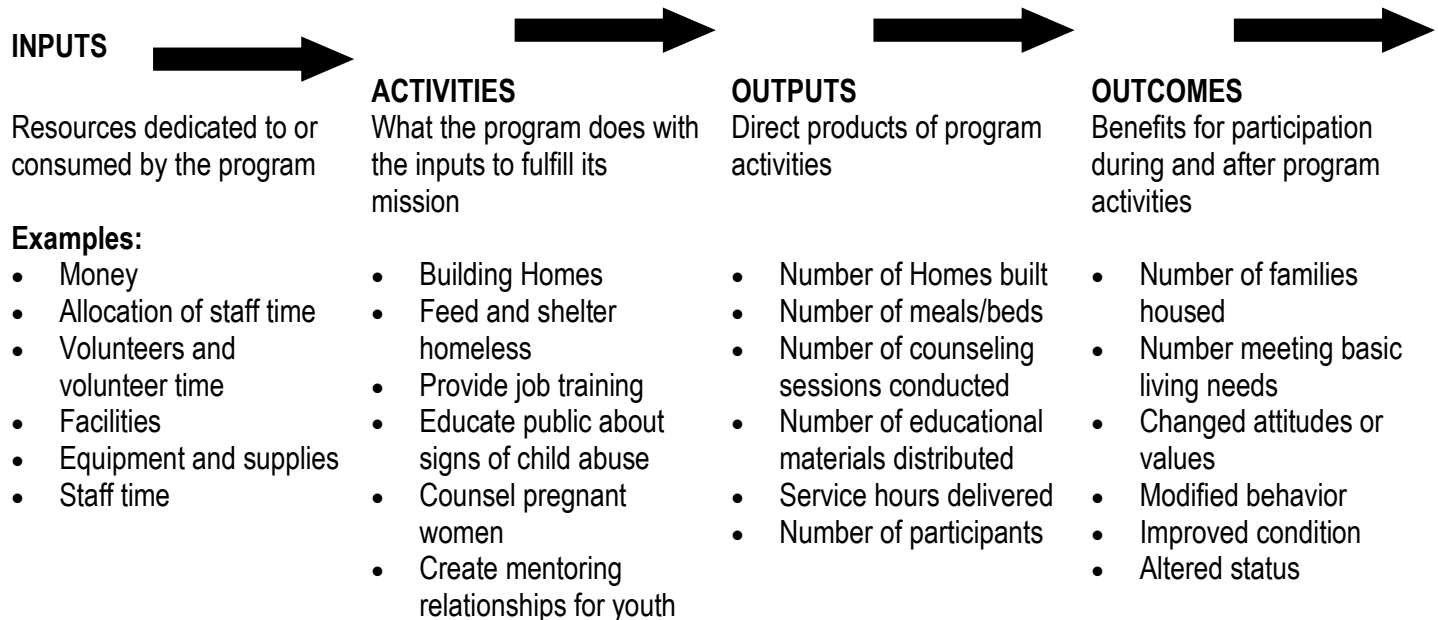 INPUTS
Resources dedicated to or
consumed by the program
Examples:
• Money
• Allocation of staff time
• Volunteers and
volunteer time
• Facilities
• Equipment and supplies
• Staff time
ACTIVITIES
What the program does with
the inputs to fulfill its
mission
• Building Homes
• Feed and shelter
homeless
• Provide job training
• Educate public about
signs of child abuse
• Counsel pregnant
women
• Create mentoring
relationships for youth
OUTPUTS
Direct products of program
activities
• Number of Homes built
• Number of meals/beds
• Number of counseling
sessions conducted
• Number of educational
materials distributed
• Service hours delivered
• Number of participants
OUTCOMES
Benefits for participation
during and after program
activities
• Number of families
housed
• Number meeting basic
living needs
• Changed attitudes or
values
• Modified behavior
• Improved condition
• Altered status